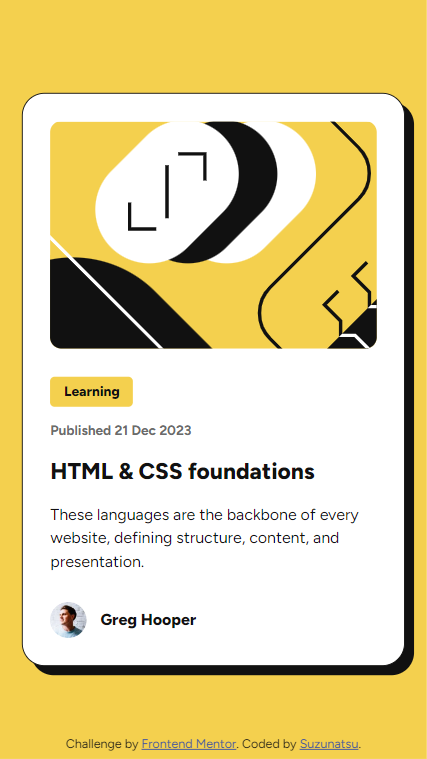 Learning
Published 21 Dec 2023
HTML & CSS foundations
These languages are the backbone of every
website, defining structure, content, and
presentation.
Greg Hooper
Challenge by Frontend Mentor. Coded by Suzunatsu.